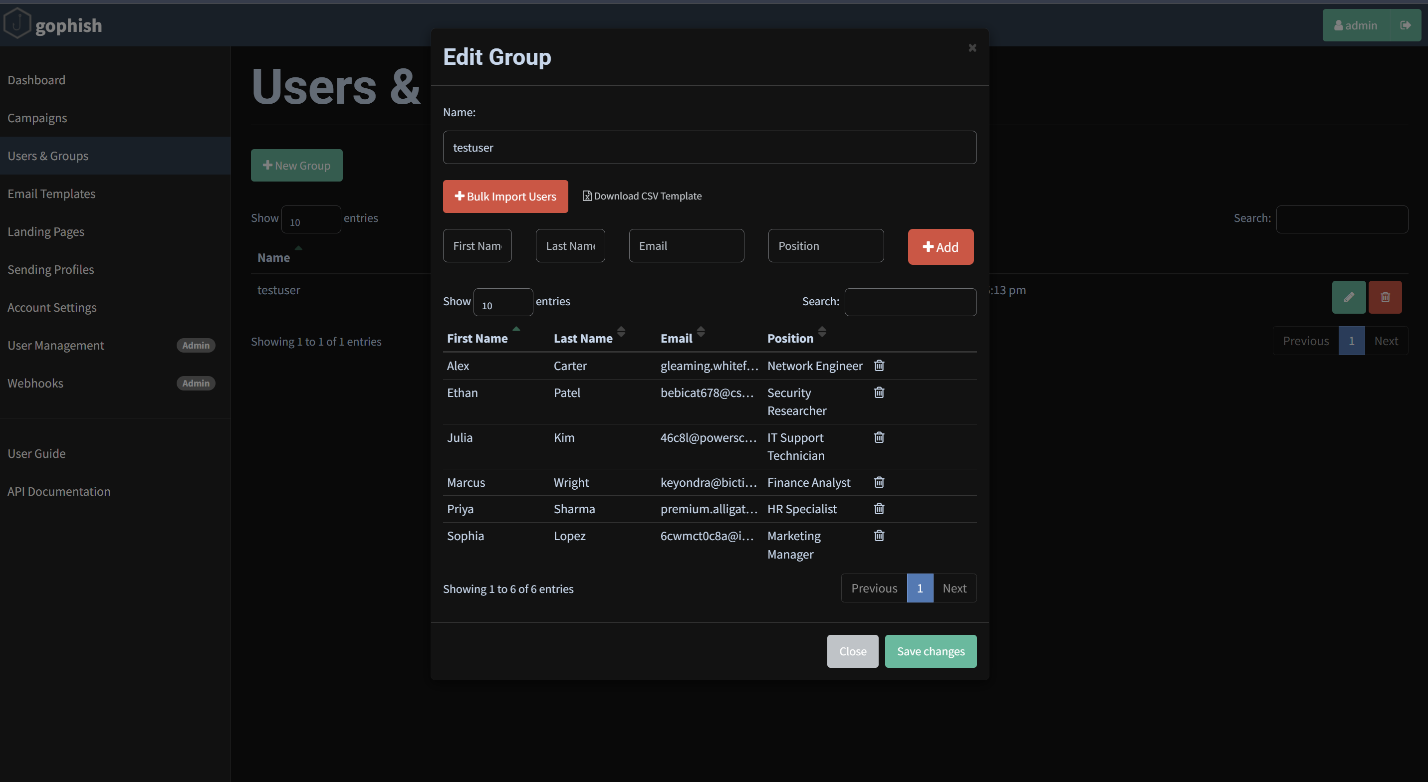 gophish
admin
Dashboard
Campaigns
Users & Groups
Email Templates
Landing Pages
Sending Profiles
Account Settings
User Management Admin
Webhooks Admin
User Guide
API Documentation
Users &
+ New Group
Show 10 entries
Search:
Name
testuser
:13 pm
Showing 1 to 1 of 1 entries
Previous 1 Next
Edit Group
×
Name:
testuser
+ Bulk Import Users Download CSV Template
First Nam Last Name Email Position + Add
Show 10 entries Search:
First Name Last Name Email Position
Alex Carter gleaming.whitef... Network Engineer
Ethan Patel bebicat678@cs... Security
Researcher
Julia Kim 46c8l@powersc... IT Support
Technician
Marcus Wright keyondra@bicti... Finance Analyst
Priya Sharma premium.alligat... HR Specialist
Sophia Lopez 6cwmct0c8a@i... Marketing
Manager
Showing 1 to 6 of 6 entries Previous 1 Next
Close Save changes